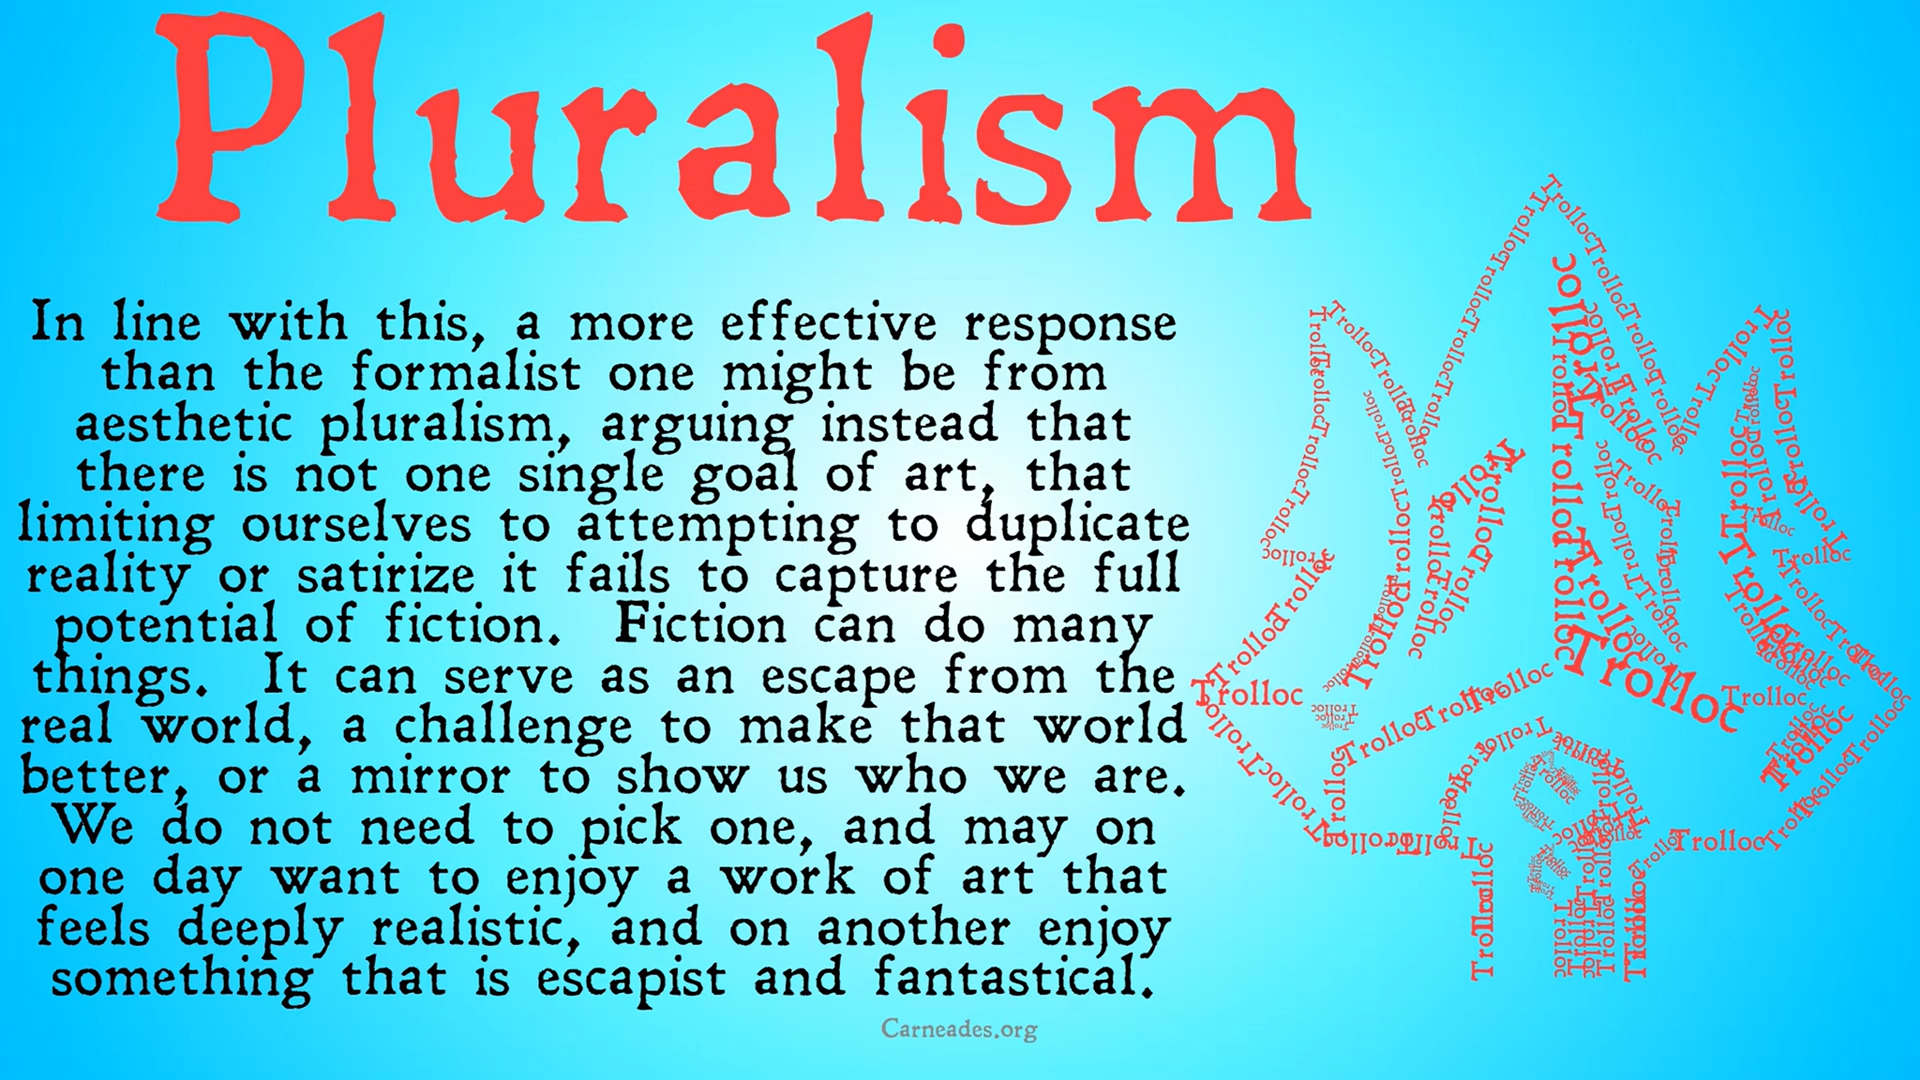 Pluralism
In line with this, a more effective response
than the formalist one might be from
aesthetic pluralism, arguing instead that
there is not one single goal of art, that
limiting ourselves to attempting to duplicate
reality or satirize it fails to capture the full
potential of fiction.  Fiction can do many
things.  It can serve as an escape from the
real world, a challenge to make that world
better, or a mirror to show us who we are.
We do not need to pick one, and may on
one day want to enjoy a work of art that
feels deeply realistic, and on another enjoy
something that is escapist and fantastical.
Carneades.org
Trolloc